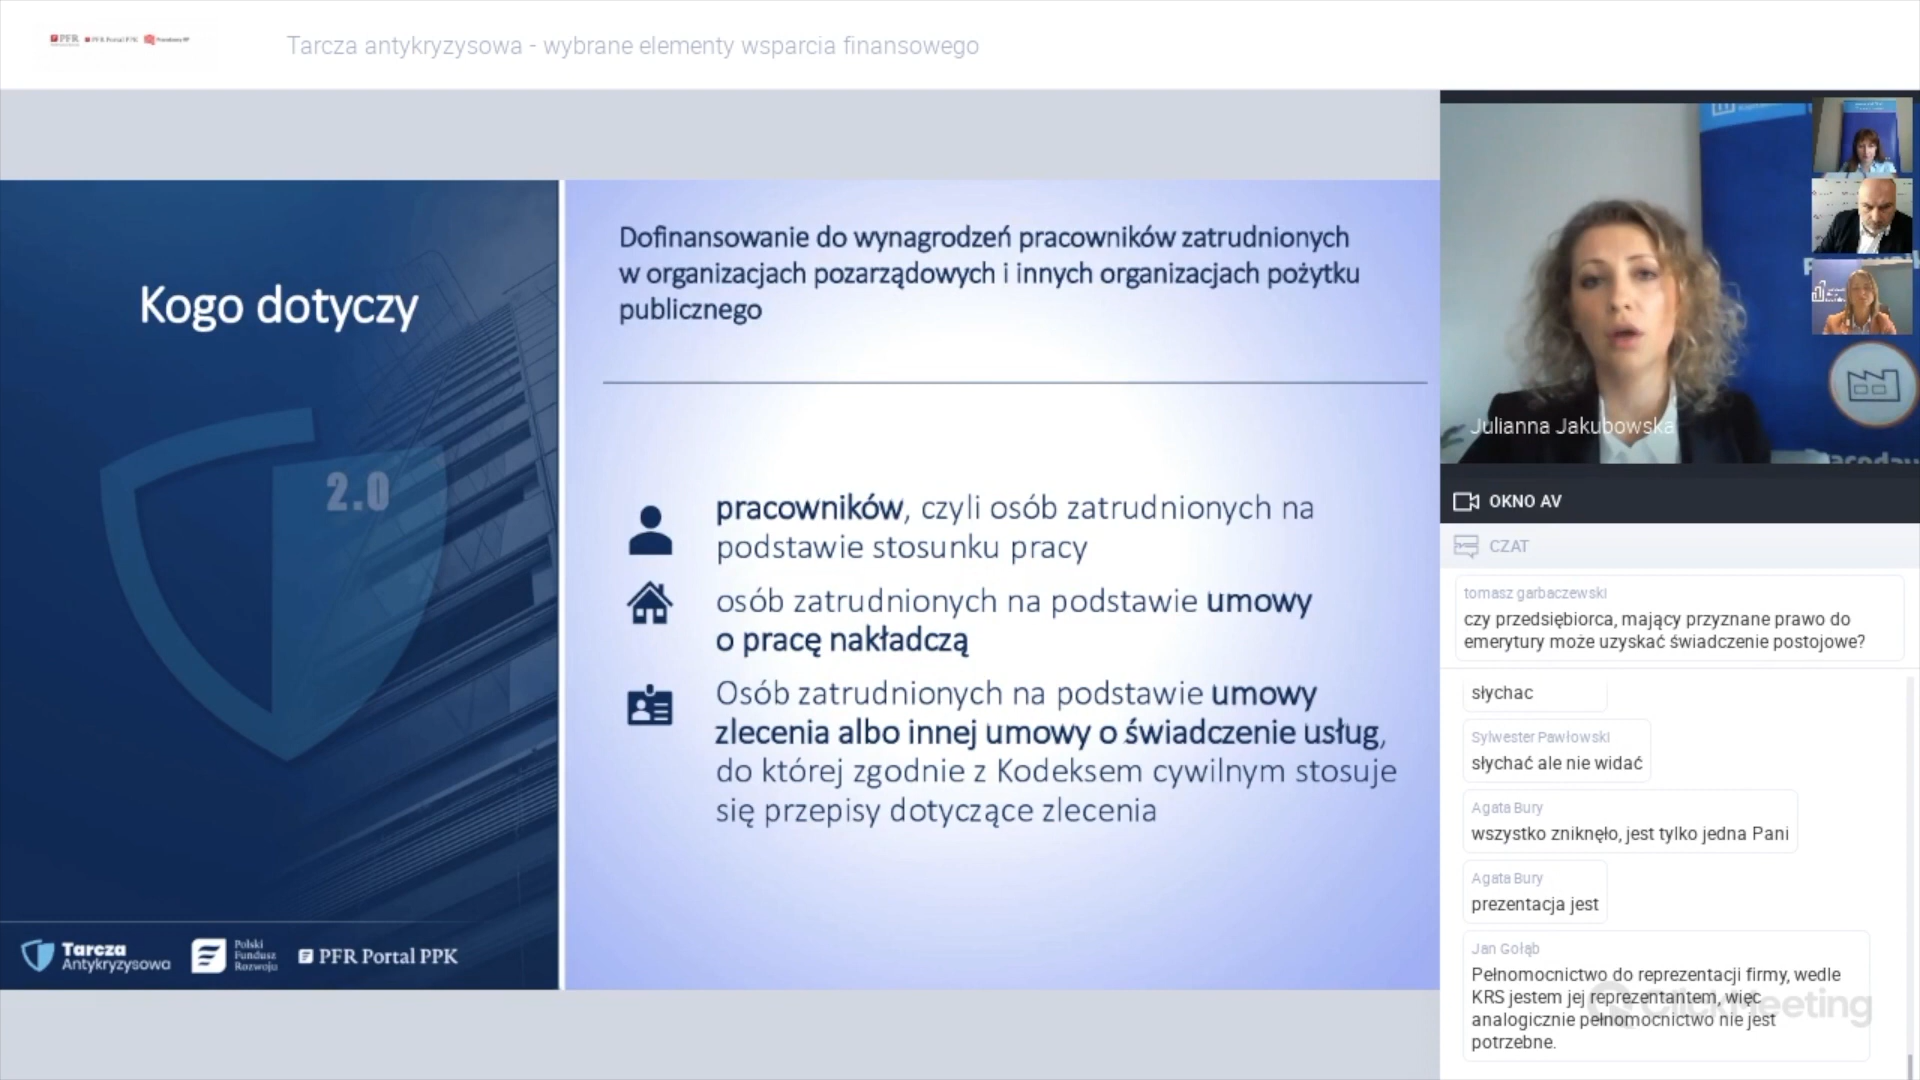 PFR PFR Portal PPK
Tarcza antykryzysowa - wybrane elementy wsparcia finansowego
Kogo dotyczy
2.0
Tarcza
Antykryzysowa
Polski
Fundusz
Rozwoju
PFR Portal PPK
Dofinansowanie do wynagrodzeń pracowników zatrudnionych
w organizacjach pozarządowych i innych organizacjach pożytku
publicznego
pracowników, czyli osób zatrudnionych na
podstawie stosunku pracy
osób zatrudnionych na podstawie umowy
o pracę nakładczą
Osób zatrudnionych na podstawie umowy
zlecenia albo innej umowy o świadczenie usług,
do której zgodnie z Kodeksem cywilnym stosuje
się przepisy dotyczące zlecenia
Julianna Jakubowska
OKNO AV
CZAT
tomasz garbaczewski
czy przedsiębiorca, mający przyznane prawo do
emerytury może uzyskać świadczenie postojowe?
słychac
Sylwester Pawłowski
słychać ale nie widać
Agata Bury
wszystko zniknęło, jest tylko jedna Pani
Agata Bury
prezentacja jest
Jan Gołąb
Pełnomocnictwo do reprezentacji firmy, wedle
KRS jestem jej reprezentantem, więc
analogicznie pełnomocnictwo nie jest
potrzebne.
ClickMeeting